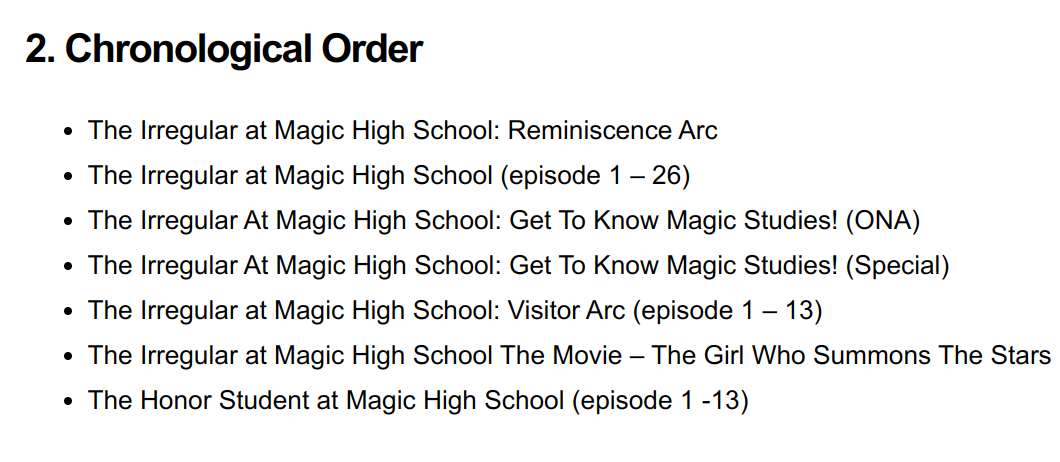 2. Chronological Order
• The Irregular at Magic High School: Reminiscence Arc
• The Irregular at Magic High School (episode 1 – 26)
• The Irregular At Magic High School: Get To Know Magic Studies! (ONA)
• The Irregular At Magic High School: Get To Know Magic Studies! (Special)
• The Irregular at Magic High School: Visitor Arc (episode 1 – 13)
• The Irregular at Magic High School The Movie – The Girl Who Summons The Stars
• The Honor Student at Magic High School (episode 1 -13)